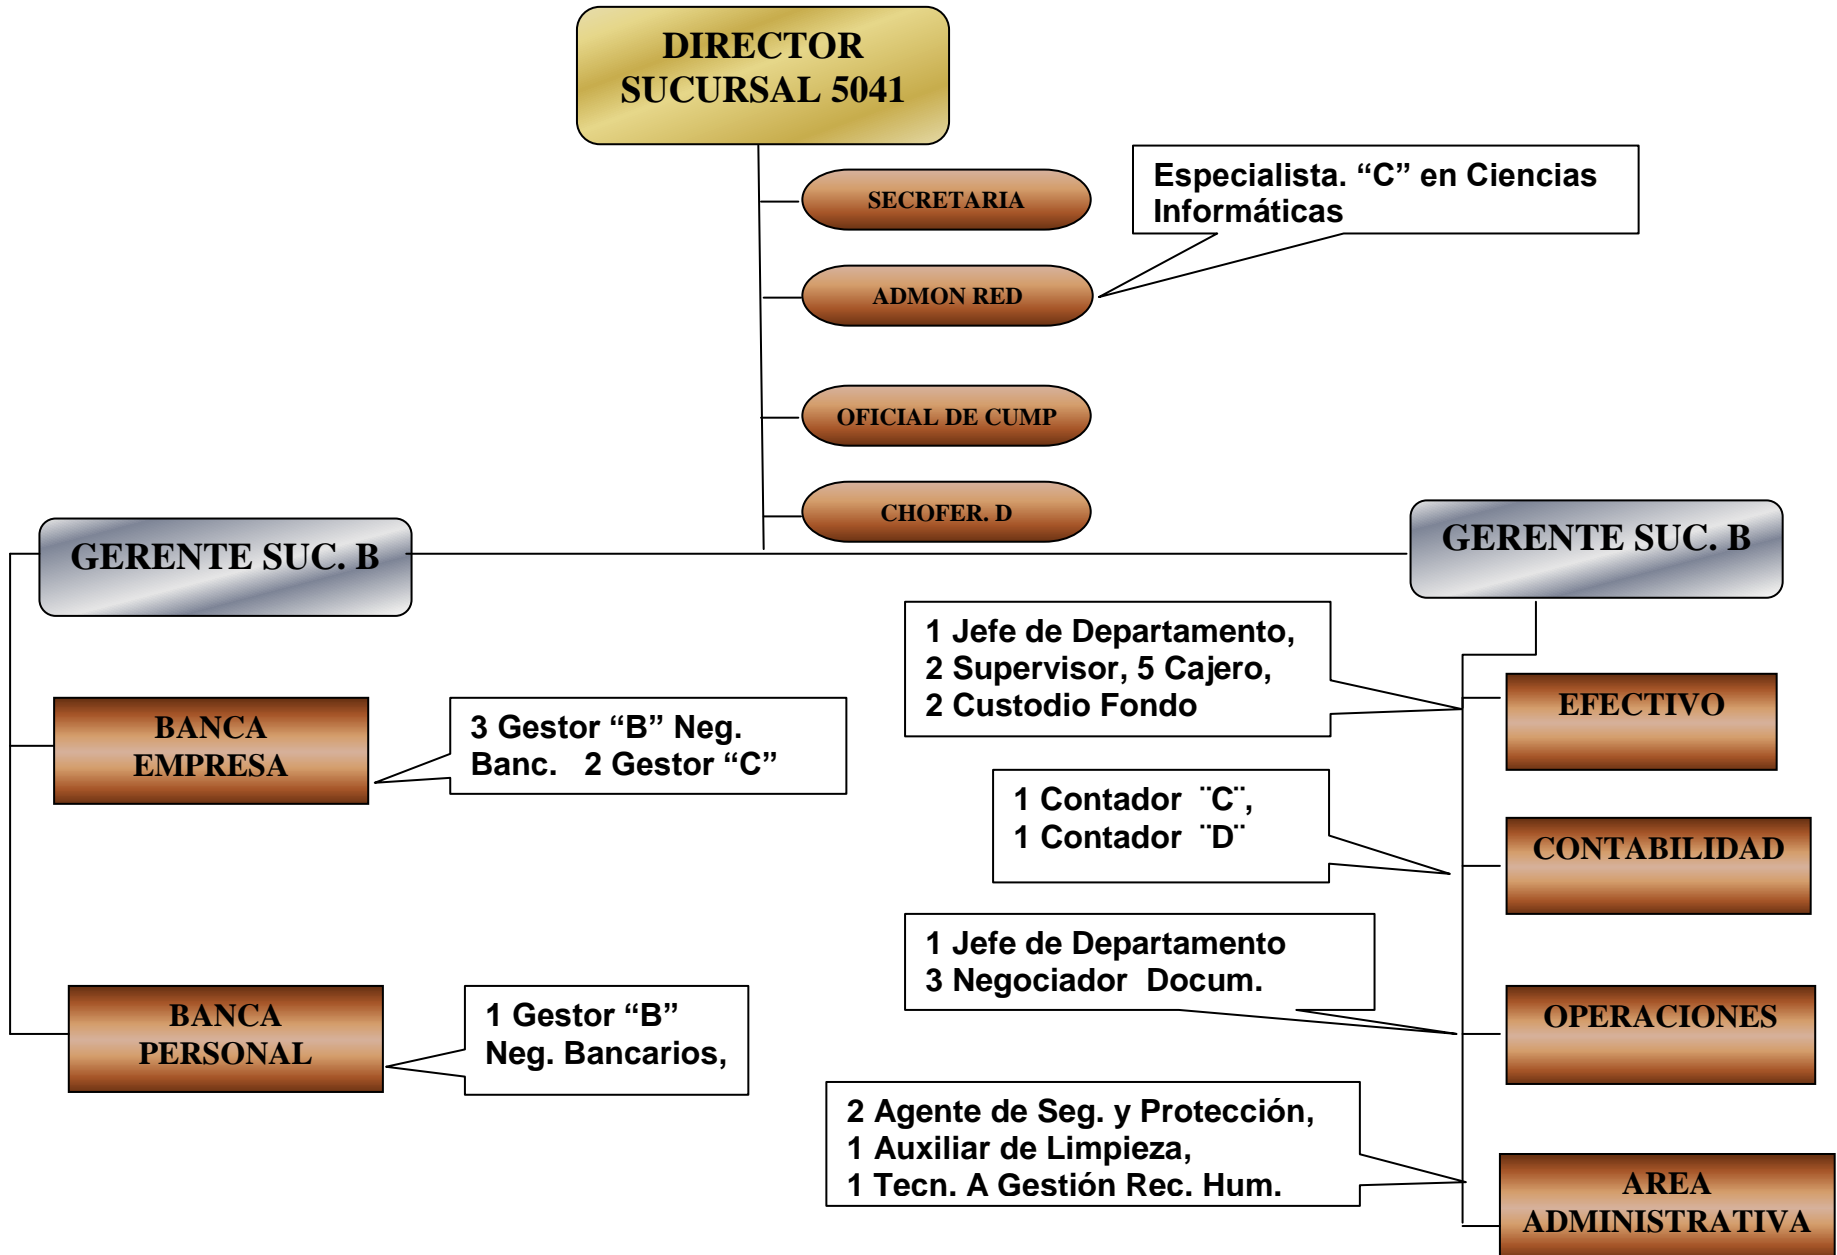 DIRECTOR
SUCURSAL 5041
SECRETARIA
Especialista. “C” en Ciencias
Informáticas
ADMON RED
OFICIAL DE CUMP
CHOFER. D
GERENTE SUC. B
GERENTE SUC. B
BANCA
EMPRESA
3 Gestor “B” Neg.
Banc.   2 Gestor “C”
BANCA
PERSONAL
1 Gestor “B”
Neg. Bancarios,
1 Jefe de Departamento,
2 Supervisor, 5 Cajero,
2 Custodio Fondo
EFECTIVO
1 Contador  ¨C¨,
1 Contador  ¨D¨
CONTABILIDAD
1 Jefe de Departamento
3 Negociador  Docum.
OPERACIONES
2 Agente de Seg. y Protección,
1 Auxiliar de Limpieza,
1 Tecn. A Gestión Rec. Hum.
AREA
ADMINISTRATIVA